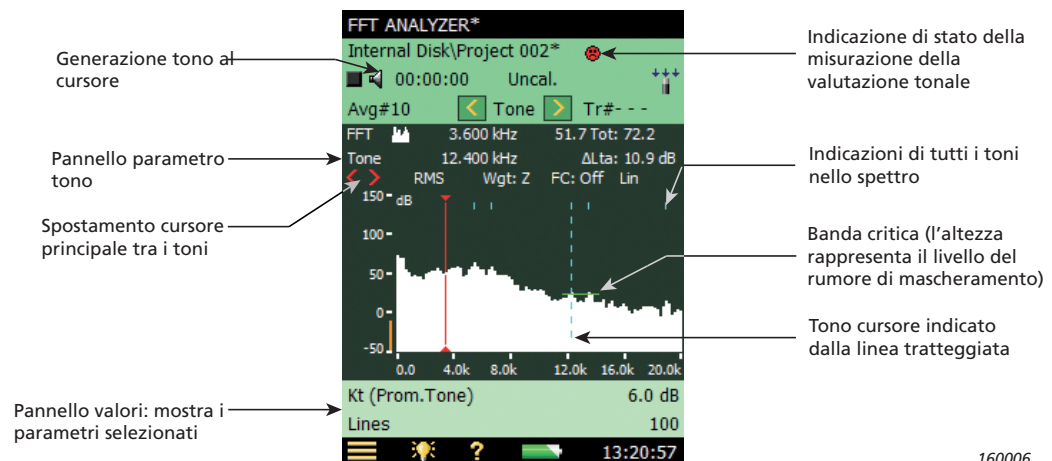 FFT ANALYZER*
Internal Disk\Project 002*
00:00:00 Uncal.
Avg#10 < Tone > Tr#- - -
FFT 3.600 kHz 51.7 Tot: 72.2
Tone 12.400 kHz ΔLta: 10.9 dB
< > RMS Wgt: Z FC: Off Lin
150 dB
100
50
0
-50
0.0 4.0k 8.0k 12.0k 16.0k 20.0k
Kt (Prom.Tone) 6.0 dB
Lines 100
? 13:20:57
Generazione tono al
cursore
Pannello parametro
tono
Spostamento cursore
principale tra i toni
Pannello valori: mostra i
parametri selezionati
Indicazione di stato della
misurazione della
valutazione tonale
Indicazioni di tutti i toni
nello spettro
Banda critica (l'altezza
rappresenta il livello del
rumore di mascheramento)
Tono cursore indicato
dalla linea tratteggiata
160006